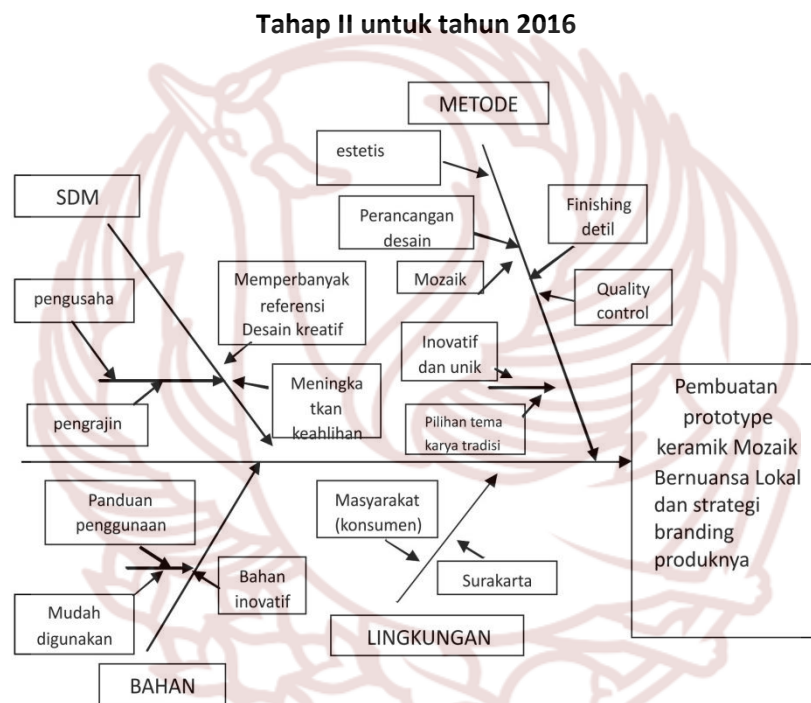 Tahap II untuk tahun 2016
METODE
estetis
SDM
Perancangan
desain
Finishing
detil
Mozaik
Memperbanyak
referensi
Desain kreatif
pengusaha
Quality
control
Inovatif
dan unik
Meningka
tkan
keahlihan
pengrajin
Pilihan tema
karya tradisi
Pembuatan
prototype
keramik Mozaik
Bernuansa Lokal
dan strategi
branding
produknya
Panduan
penggunaan
Masyarakat
(konsumen)
Bahan
inovatif
Surakarta
Mudah
digunakan
LINGKUNGAN
BAHAN